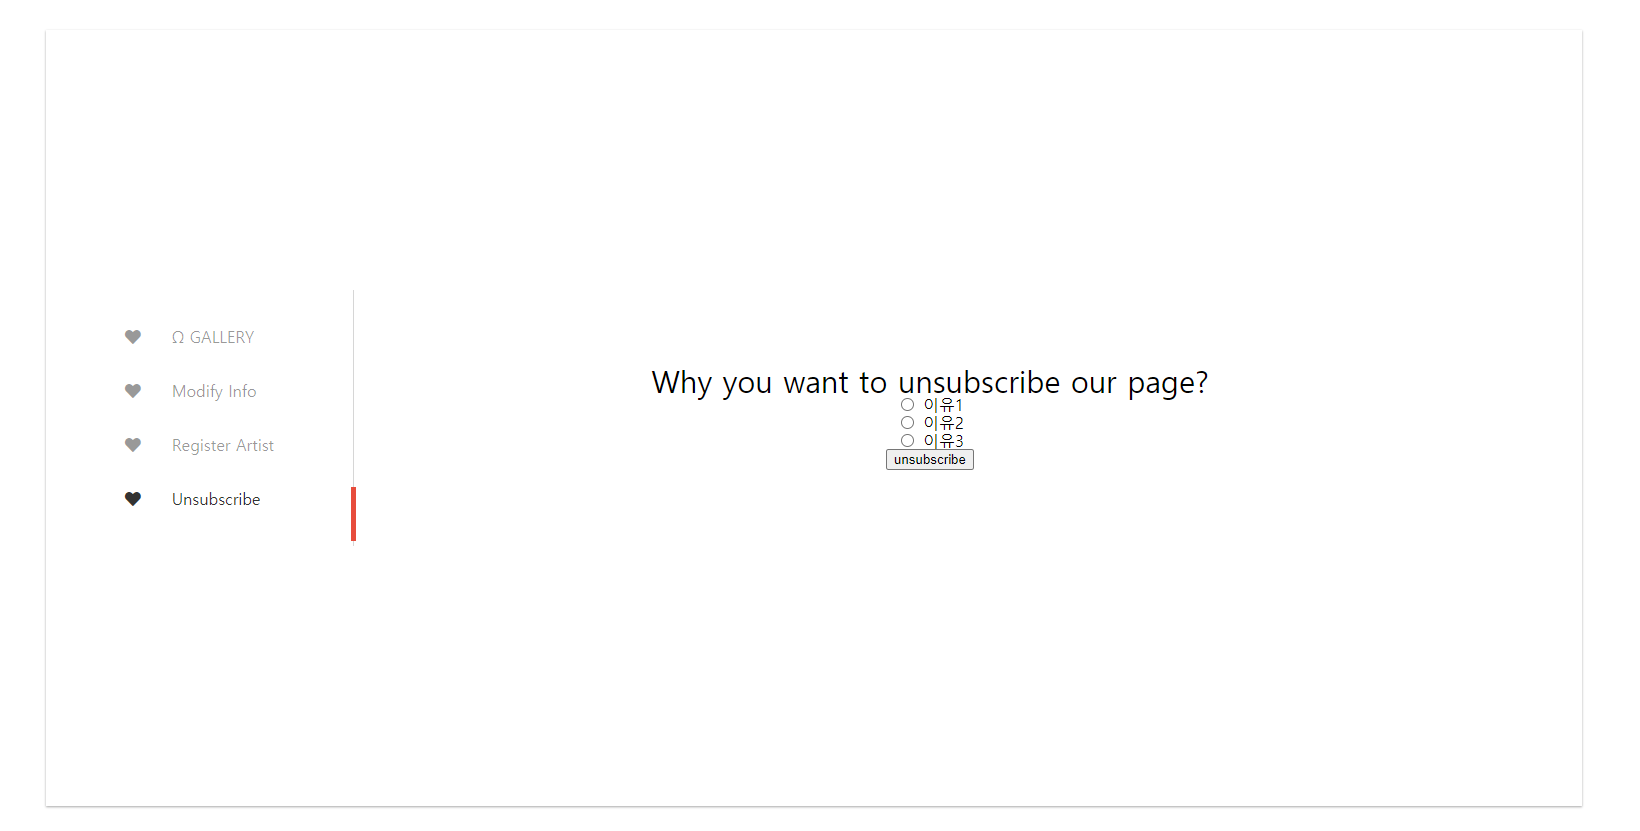 Ω GALLERY
Modify Info
Register Artist
Unsubscribe
Why you want to unsubscribe our page?
이유1
이유2
이유3
unsubscribe